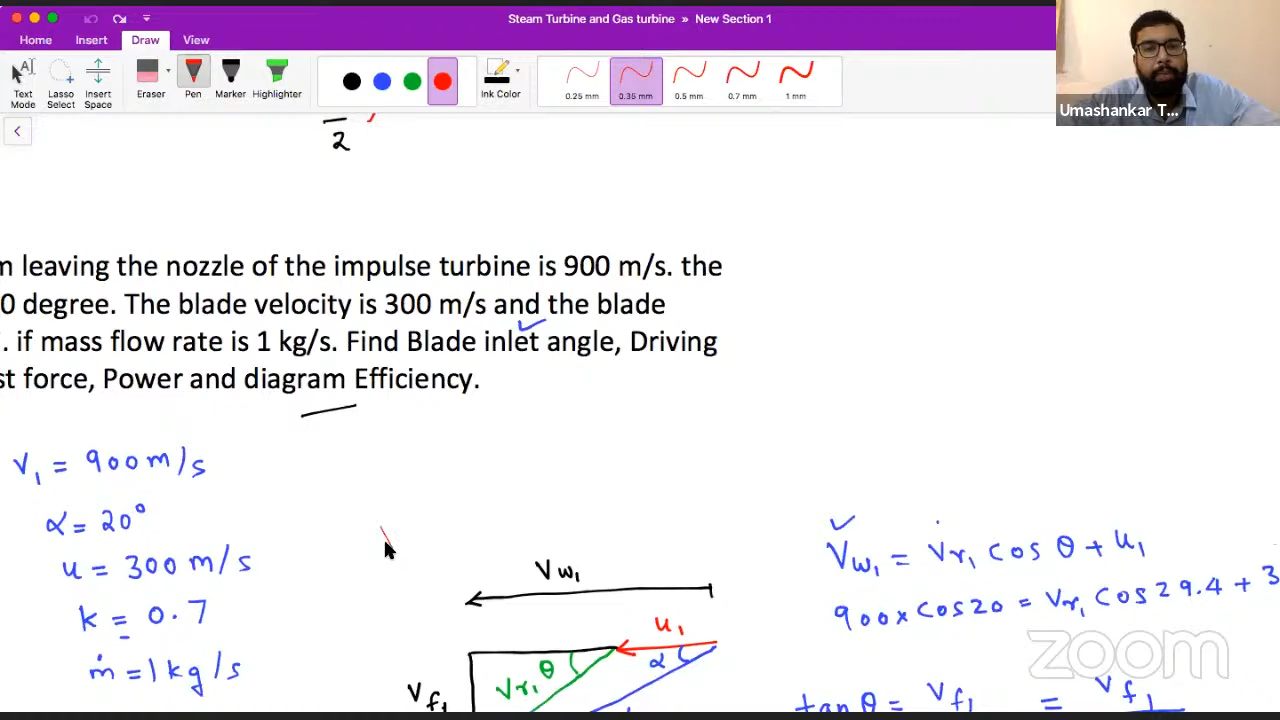 Steam Turbine and Gas turbine » New Section 1
Home Insert Draw View
Text Mode
Lasso Select
Insert Space
Eraser
Pen
Marker
Highlighter
Ink Color
0.25 mm
0.35 mm
0.5 mm
0.7 mm
1 mm
Umashankar T...
2
m leaving the nozzle of the impulse turbine is 900 m/s. the
0 degree. The blade velocity is 300 m/s and the blade
. if mass flow rate is 1 kg/s. Find Blade inlet angle, Driving
st force, Power and diagram Efficiency.
V₁ = 900 m/s
α = 20°
u = 300 m/s
k = 0.7
ṁ = 1 kg/s
Vw₁
u₁
α
θ
Vr₁
Vf₁
Vw₁ = Vr₁ cos θ + u₁
900 x cos 20 = Vr₁ cos 29.4 + 3
tan θ = Vf₁ = Vf₁
zoom